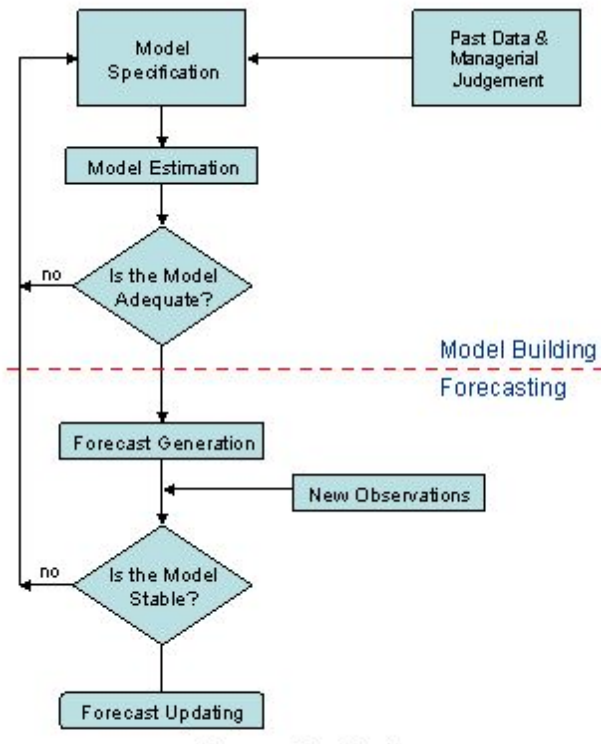 Model
Specification
Past Data &
Managerial
Judgement
Model Estimation
no
Is the Model
Adequate?
Model Building
Forecasting
Forecast Generation
New Observations
no
Is the Model
Stable?
Forecast Updating